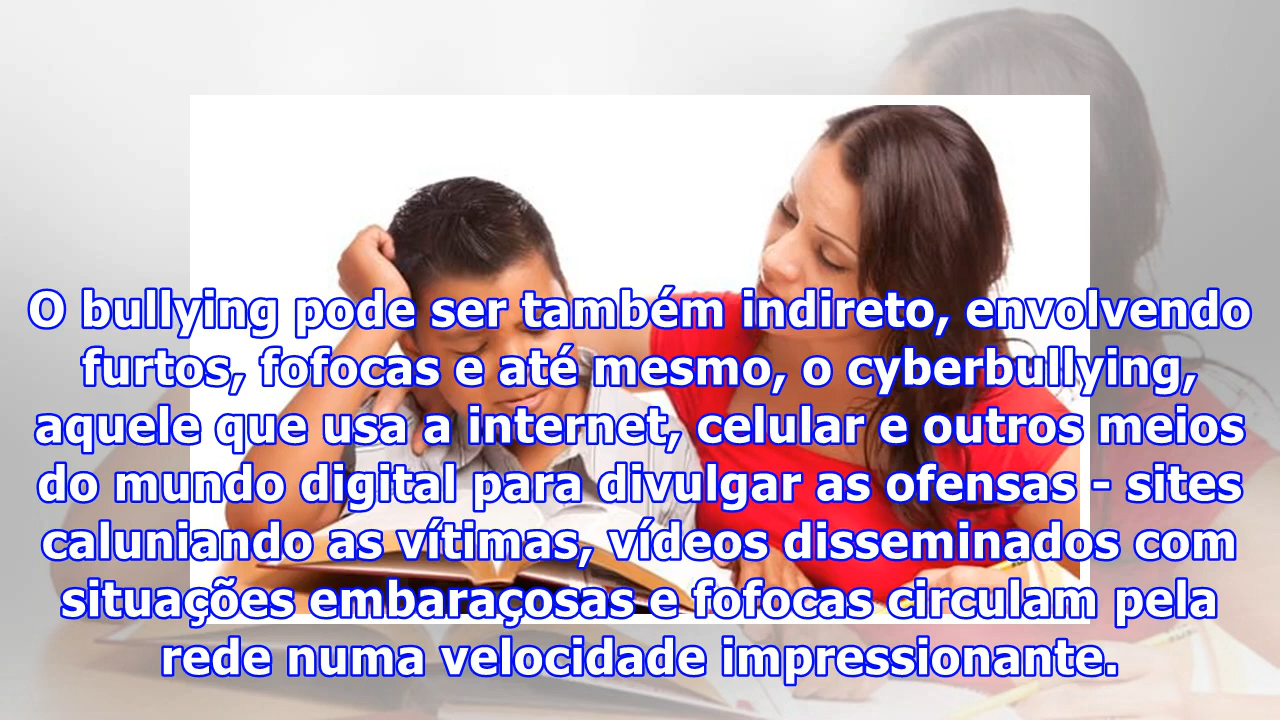 O bullying pode ser também indireto, envolvendo
furtos, fofocas e até mesmo, o cyberbullying,
aquele que usa a internet, celular e outros meios
do mundo digital para divulgar as ofensas - sites
caluniando as vítimas, vídeos disseminados com
situações embaraçosas e fofocas circulam pela
rede numa velocidade impressionante.